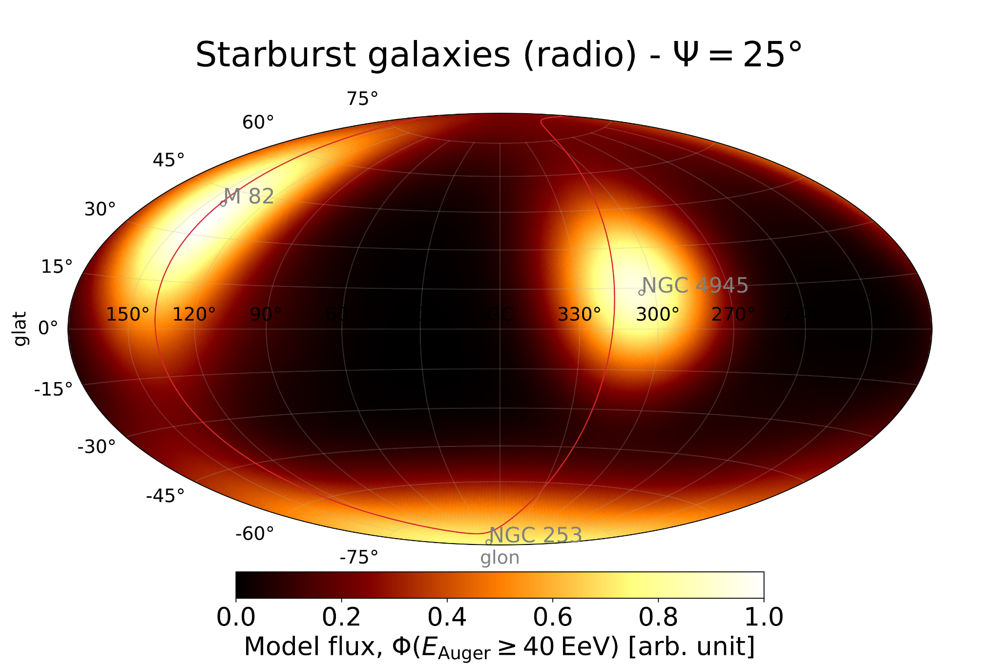 Starburst galaxies (radio) - Ψ = 25°
75°
60°
45°
M 82
30°
15°
NGC 4945
150° 120° 90° 60° GC 330° 300° 270°
glat
0°
-15°
-30°
-45°
-60°
NGC 253
-75°
glon
0.0 0.2 0.4 0.6 0.8 1.0
Model flux, Φ(E_Auger ≥ 40 EeV) [arb. unit]